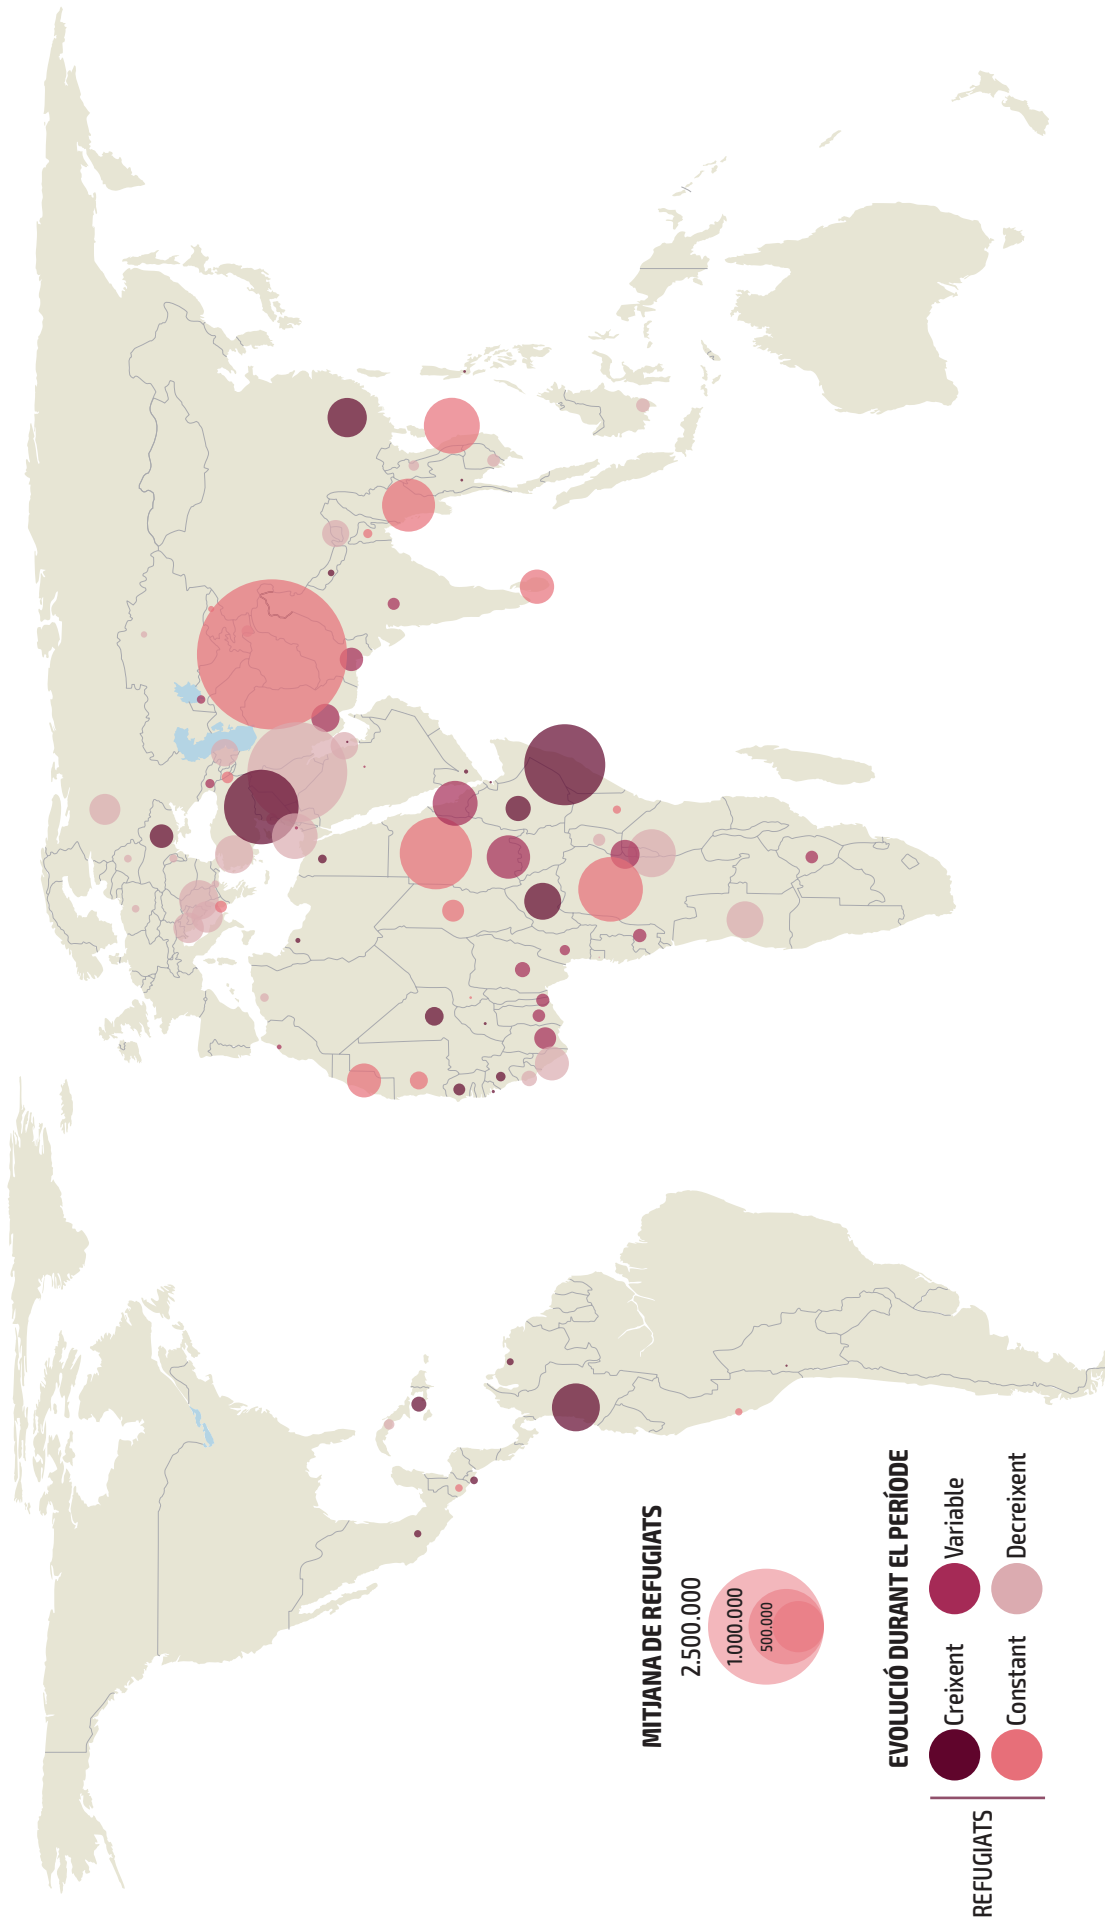 MITJANA DE REFUGIATS
2.500.000
1.000.000
500.000
EVOLUCIÓ DURANT EL PERÍODE
REFUGIATS
Creixent
Variable
Constant
Decreixent